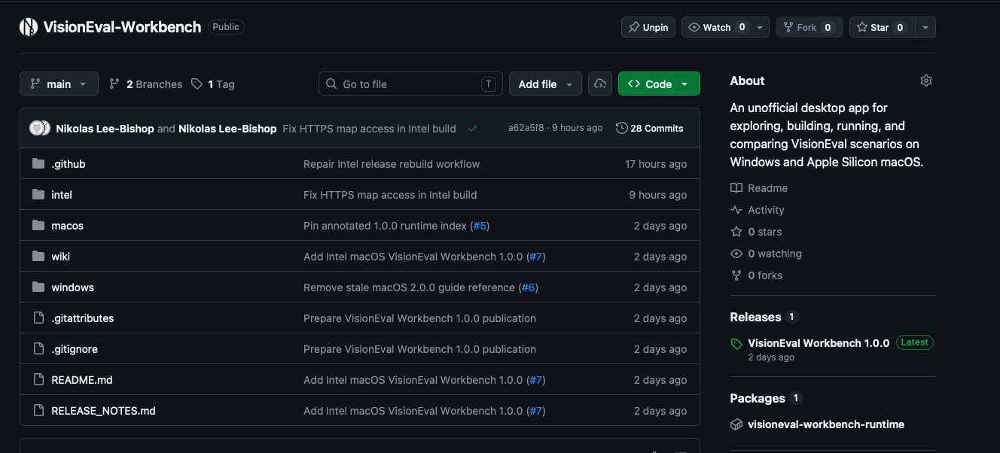 VisionEval-Workbench Public
Unpin Watch 0 Fork 0 Star 0
main 2 Branches 1 Tag Go to file T Add file Code
Nikolas Lee-Bishop and Nikolas Lee-Bishop Fix HTTPS map access in Intel build a62a5f8 · 9 hours ago 28 Commits
.github Repair Intel release rebuild workflow 17 hours ago
intel Fix HTTPS map access in Intel build 9 hours ago
macos Pin annotated 1.0.0 runtime index (#5) 2 days ago
wiki Add Intel macOS VisionEval Workbench 1.0.0 (#7) 2 days ago
windows Remove stale macOS 2.0.0 guide reference (#6) 2 days ago
.gitattributes Prepare VisionEval Workbench 1.0.0 publication 2 days ago
.gitignore Prepare VisionEval Workbench 1.0.0 publication 2 days ago
README.md Add Intel macOS VisionEval Workbench 1.0.0 (#7) 2 days ago
RELEASE_NOTES.md Add Intel macOS VisionEval Workbench 1.0.0 (#7) 2 days ago
About
An unofficial desktop app for
exploring, building, running, and
comparing VisionEval scenarios on
Windows and Apple Silicon macOS.
Readme
Activity
0 stars
0 watching
0 forks
Releases 1
VisionEval Workbench 1.0.0 Latest
2 days ago
Packages 1
visioneval-workbench-runtime